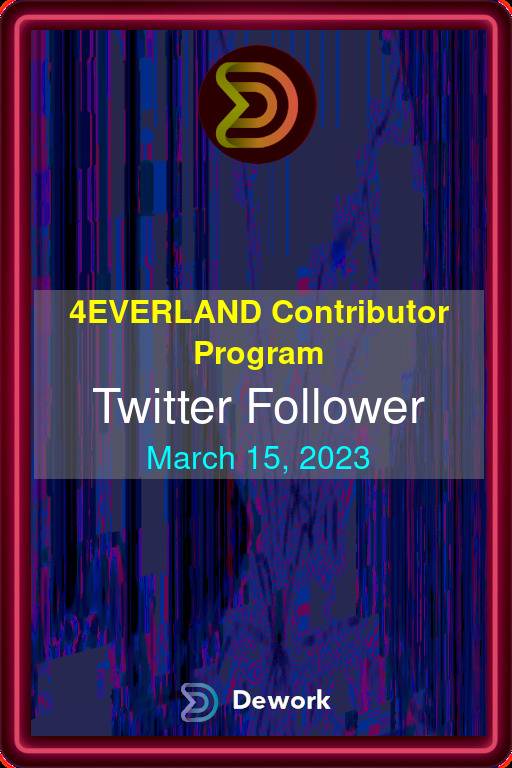 4EVERLAND Contributor
Program
Twitter Follower
March 15, 2023
Dework